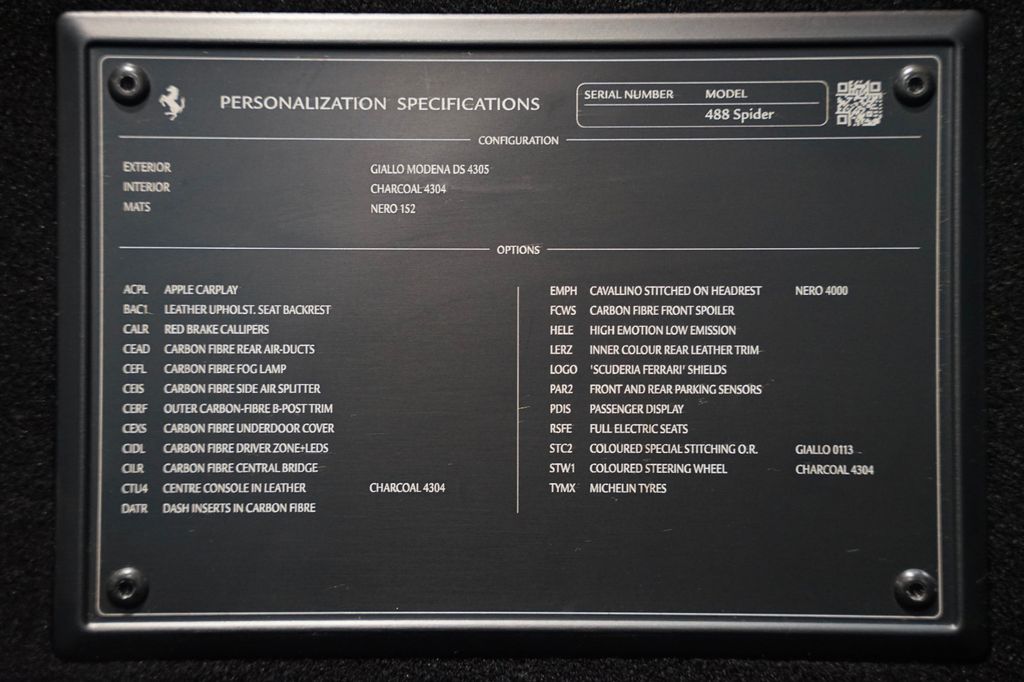 PERSONALIZATION SPECIFICATIONS
SERIAL NUMBER MODEL
488 Spider
CONFIGURATION
EXTERIOR GIALLO MODENA DS 4305
INTERIOR CHARCOAL 4304
MATS NERO 152
OPTIONS
ACPL APPLE CARPLAY
BAC1 LEATHER UPHOLST. SEAT BACKREST
CALR RED BRAKE CALLIPERS
CEAD CARBON FIBRE REAR AIR-DUCTS
CEFL CARBON FIBRE FOG LAMP
CEIS CARBON FIBRE SIDE AIR SPLITTER
CERF OUTER CARBON-FIBRE B-POST TRIM
CEXS CARBON FIBRE UNDERDOOR COVER
CIDL CARBON FIBRE DRIVER ZONE+LEDS
CILR CARBON FIBRE CENTRAL BRIDGE
CTU4 CENTRE CONSOLE IN LEATHER CHARCOAL 4304
DATR DASH INSERTS IN CARBON FIBRE
EMPH CAVALLINO STITCHED ON HEADREST NERO 4000
FCWS CARBON FIBRE FRONT SPOILER
HELE HIGH EMOTION LOW EMISSION
LERZ INNER COLOUR REAR LEATHER TRIM
LOGO 'SCUDERIA FERRARI' SHIELDS
PAR2 FRONT AND REAR PARKING SENSORS
PDIS PASSENGER DISPLAY
RSFE FULL ELECTRIC SEATS
STC2 COLOURED SPECIAL STITCHING O.R. GIALLO 0113
STW1 COLOURED STEERING WHEEL CHARCOAL 4304
TYMX MICHELIN TYRES